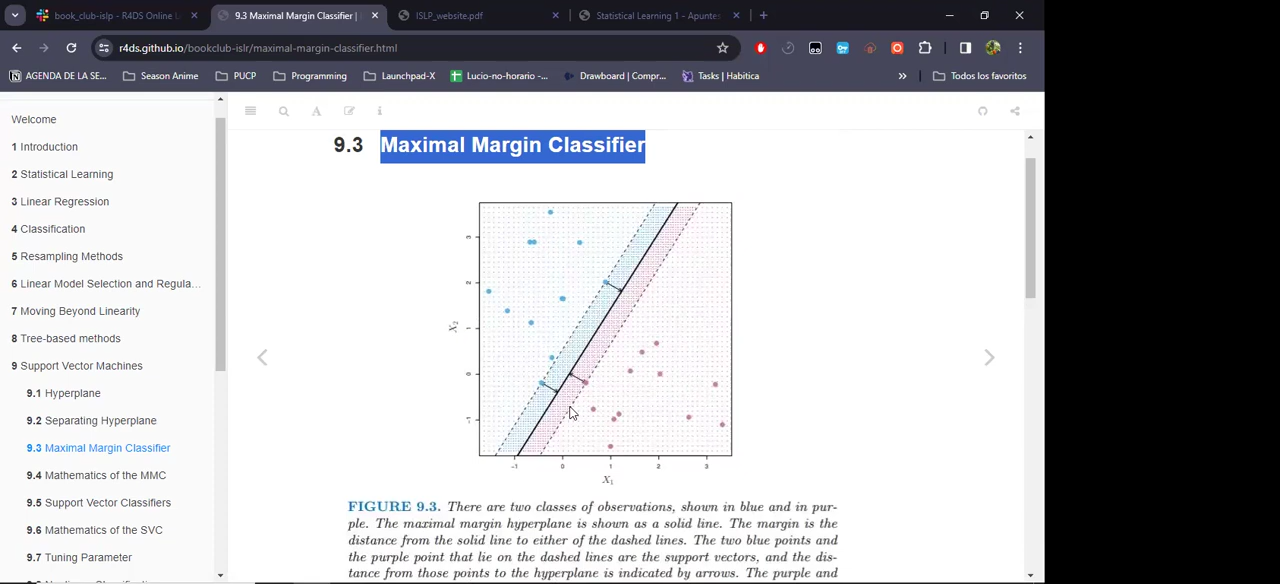 book_club-islp - R4DS Online L
9.3 Maximal Margin Classifier |
ISLP_website.pdf
Statistical Learning 1 - Apuntes
r4ds.github.io/bookclub-islr/maximal-margin-classifier.html
AGENDA DE LA SE...
Season Anime
PUCP
Programming
Launchpad-X
Lucio-no-horario -...
Drawboard | Compr...
Tasks | Habitica
»
Todos los favoritos
Welcome
1 Introduction
2 Statistical Learning
3 Linear Regression
4 Classification
5 Resampling Methods
6 Linear Model Selection and Regula...
7 Moving Beyond Linearity
8 Tree-based methods
9 Support Vector Machines
9.1 Hyperplane
9.2 Separating Hyperplane
9.3 Maximal Margin Classifier
9.4 Mathematics of the MMC
9.5 Support Vector Classifiers
9.6 Mathematics of the SVC
9.7 Tuning Parameter
9.3 Maximal Margin Classifier
3
2
1
0
-1
X2
-1 0 1 2 3
X1
FIGURE 9.3. There are two classes of observations, shown in blue and in pur-
ple. The maximal margin hyperplane is shown as a solid line. The margin is the
distance from the solid line to either of the dashed lines. The two blue points and
the purple point that lie on the dashed lines are the support vectors, and the dis-
tance from those points to the hyperplane is indicated by arrows. The purple and